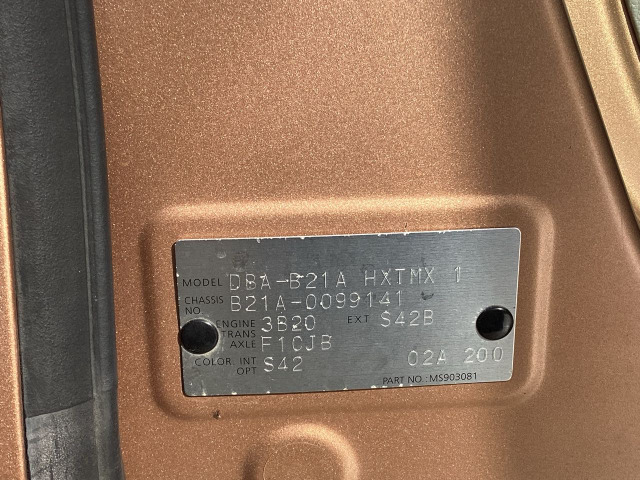 MODEL DBA-B21A HXTMX 1
CHASSIS NO. B21A-0099141
ENGINE 3B20 EXT S42B
TRANS AXLE F1CJB
COLOR. INT OPT S42 02A 200
PART NO.:MS903081